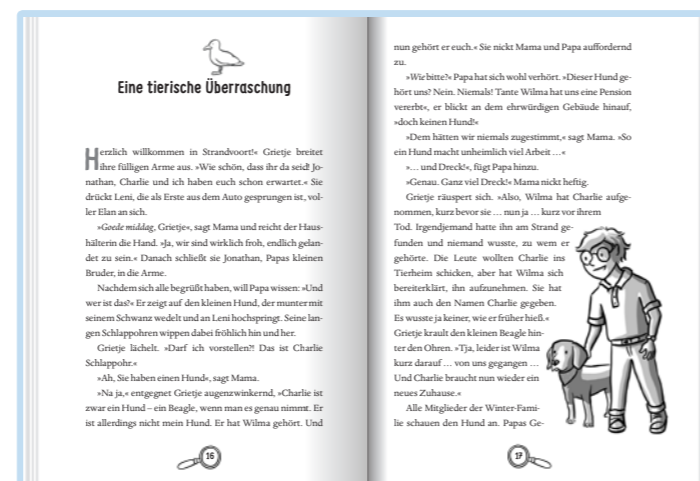 Eine tierische Überraschung
Herzlich willkommen in Strandvoort!« Grietje breitet
ihre fülligen Arme aus. »Wie schön, dass ihr da seid! Jo-
nathan, Charlie und ich haben euch schon erwartet.« Sie
drückt Leni, die als Erste aus dem Auto gesprungen ist, vol-
ler Elan an sich.
»Goede middag, Grietje«, sagt Mama und reicht der Haus-
hälterin die Hand. »Ja, wir sind wirklich froh, endlich gelan-
det zu sein.« Danach schließt sie Jonathan, Papas kleinen
Bruder, in die Arme.
Nachdem sich alle begrüßt haben, will Papa wissen: »Und
wer ist das?« Er zeigt auf den kleinen Hund, der munter mit
seinem Schwanz wedelt und an Leni hochspringt. Seine lan-
gen Schlappohren wippen dabei fröhlich hin und her.
Grietje lächelt. »Darf ich vorstellen?! Das ist Charlie
Schlappohr.«
»Ah, Sie haben einen Hund«, sagt Mama.
»Na ja,« entgegnet Grietje augenzwinkernd, »Charlie ist
zwar ein Hund – ein Beagle, wenn man es genau nimmt. Er
ist allerdings nicht mein Hund. Er hat Wilma gehört. Und
16
nun gehört er euch.« Sie nickt Mama und Papa auffordernd
zu.
»Wie bitte?« Papa hat sich wohl verhört. »Dieser Hund ge-
hört uns? Nein. Niemals! Tante Wilma hat uns eine Pension
vererbt«, er blickt an dem ehrwürdigen Gebäude hinauf,
»doch keinen Hund!«
»Dem hätten wir niemals zugestimmt,« sagt Mama. »So
ein Hund macht unheimlich viel Arbeit ...«
»... und Dreck!«, fügt Papa hinzu.
»Genau. Ganz viel Dreck!« Mama nickt heftig.
Grietje räuspert sich. »Also, Wilma hat Charlie aufge-
nommen, kurz bevor sie ... nun ja ... kurz vor ihrem
Tod. Irgendjemand hatte ihn am Strand ge-
funden und niemand wusste, zu wem er
gehörte. Die Leute wollten Charlie ins
Tierheim schicken, aber hat Wilma sich
bereiterklärt, ihn aufzunehmen. Sie hat
ihm auch den Namen Charlie gegeben.
Es wusste ja keiner, wie er früher hieß.«
Grietje krault den kleinen Beagle hin-
ter den Ohren. »Tja, leider ist Wilma
kurz darauf ... von uns gegangen ...
Und Charlie braucht nun wieder ein
neues Zuhause.«
Alle Mitglieder der Winter-Fami-
lie schauen den Hund an. Papas Ge-
17